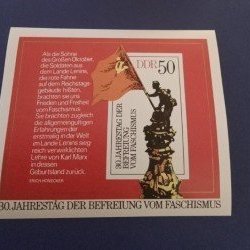 Als die Söhne
des Großen Oktober,
die Soldaten aus
dem Lande Lenins,
das Rote Banner
auf dem Reichstags-
gebäude hißten,
brachten sie uns
Frieden und Freiheit
vom Faschismus.
Sie brachten zugleich
die allgemeingültigen
Erfahrungen der
erstmalig in der Welt
im Lande Lenins sieg-
reich verwirklichten
Lehre von Karl Marx
in dessen
Geburtsland zurück.
ERICH HONECKER
DDR 50
30. JAHRESTAG DER
BEFREIUNG
VOM FASCHISMUS
30. JAHRESTAG DER BEFREIUNG VOM FASCHISMUS